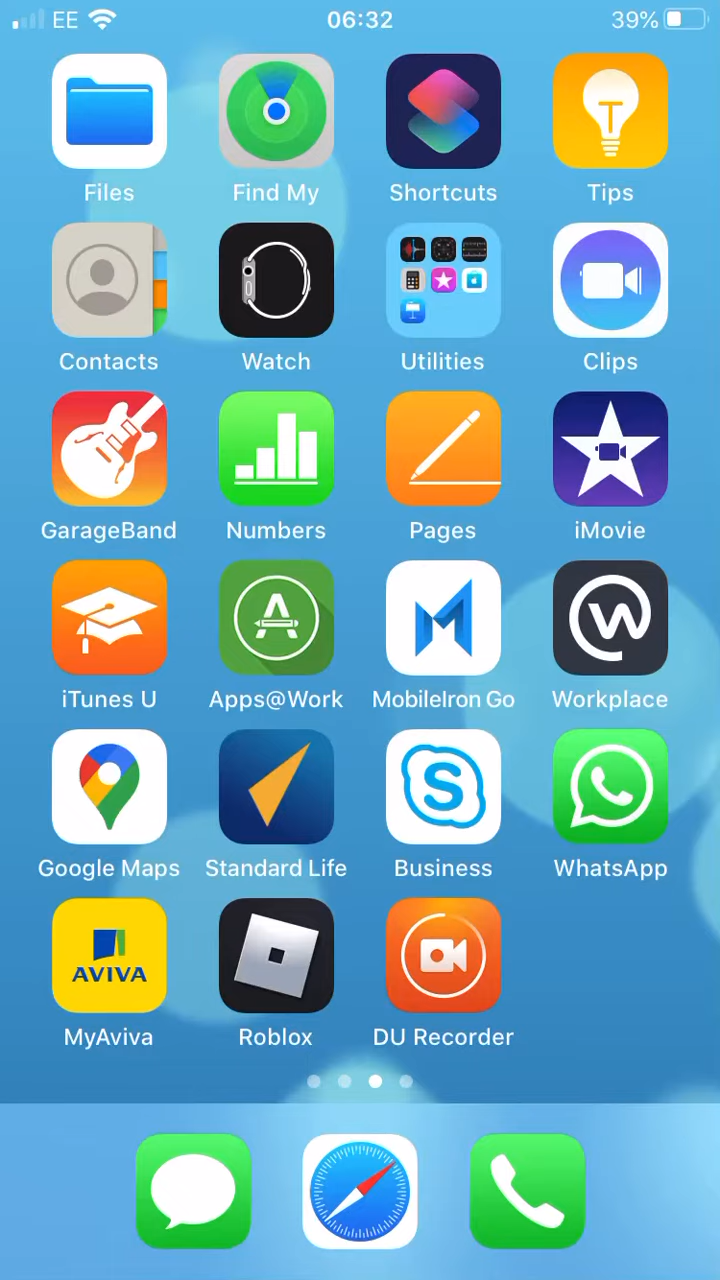 EE 06:32 39%
Files Find My Shortcuts Tips
Contacts Watch Utilities Clips
GarageBand Numbers Pages iMovie
iTunes U Apps@Work MobileIron Go Workplace
Google Maps Standard Life Business WhatsApp
AVIVA
MyAviva Roblox DU Recorder